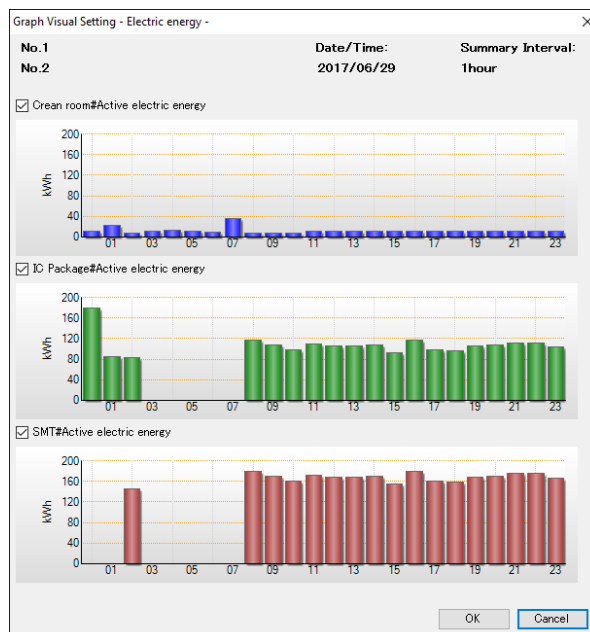 Graph Visual Setting - Electric energy -
No.1 Date/Time: Summary Interval:
No.2 2017/06/29 1hour
Crean room#Active electric energy
200
160
120
80
40
0
kWh
01 03 05 07 09 11 13 15 17 19 21 23
IC Package#Active electric energy
200
160
120
80
40
0
kWh
01 03 05 07 09 11 13 15 17 19 21 23
SMT#Active electric energy
200
160
120
80
40
0
kWh
01 03 05 07 09 11 13 15 17 19 21 23
OK Cancel